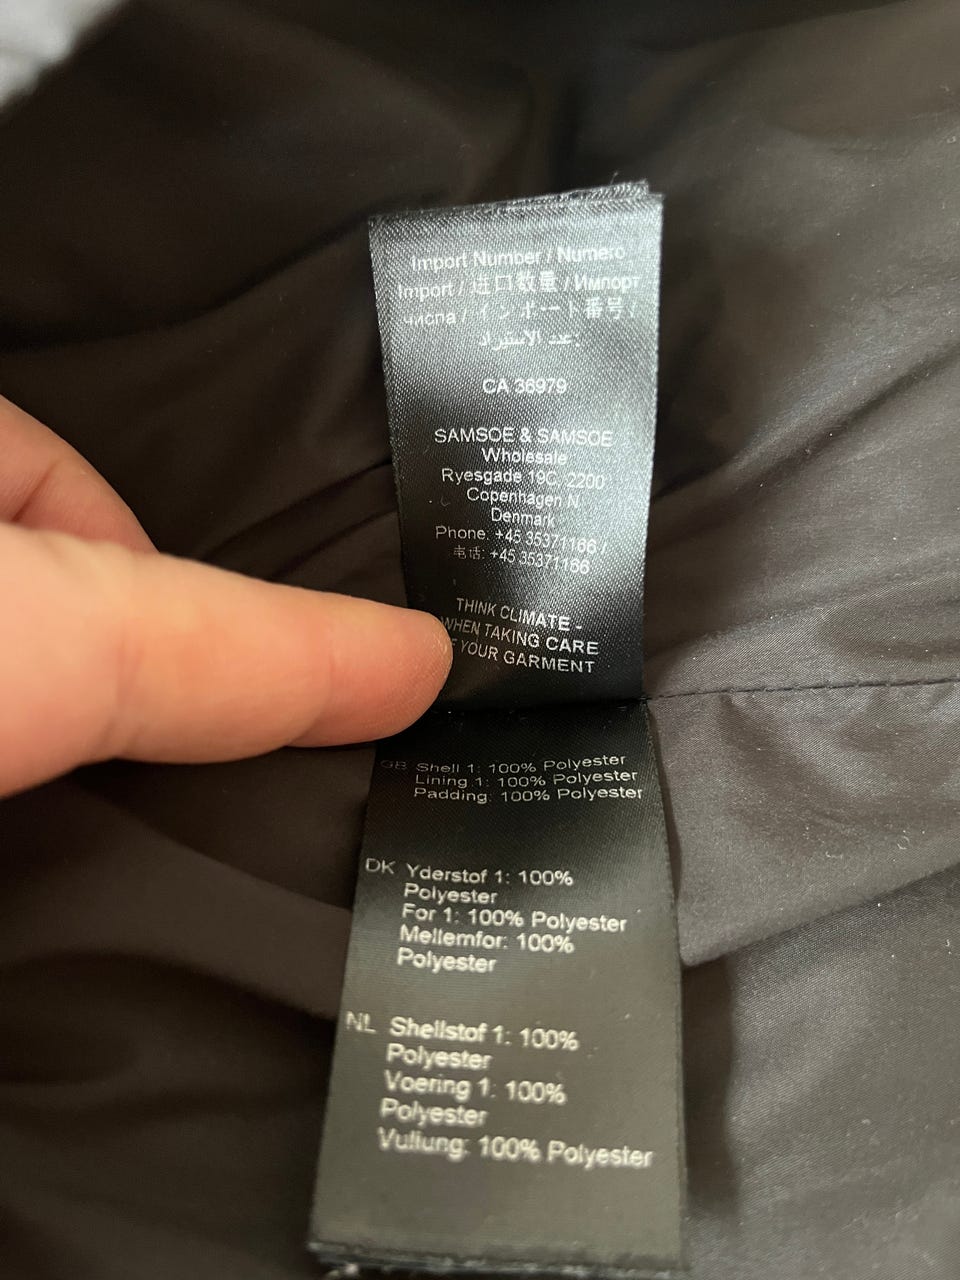 Import Number / Numero
Import / 进口数量 / Импорт
числа / インポート番号 /
عدد الاستيراد:
CA 36979
SAMSOE & SAMSOE
Wholesale
Ryesgade 19C, 2200
Copenhagen N
Denmark
Phone: +45 35371166 /
电话: +45 35371166
THINK CLIMATE -
WHEN TAKING CARE
YOUR GARMENT
GB Shell 1: 100% Polyester
Lining 1: 100% Polyester
Padding: 100% Polyester
DK Yderstof 1: 100%
Polyester
For 1: 100% Polyester
Mellemfor: 100%
Polyester
NL Shellstof 1: 100%
Polyester
Voering 1: 100%
Polyester
Vullung: 100% Polyester